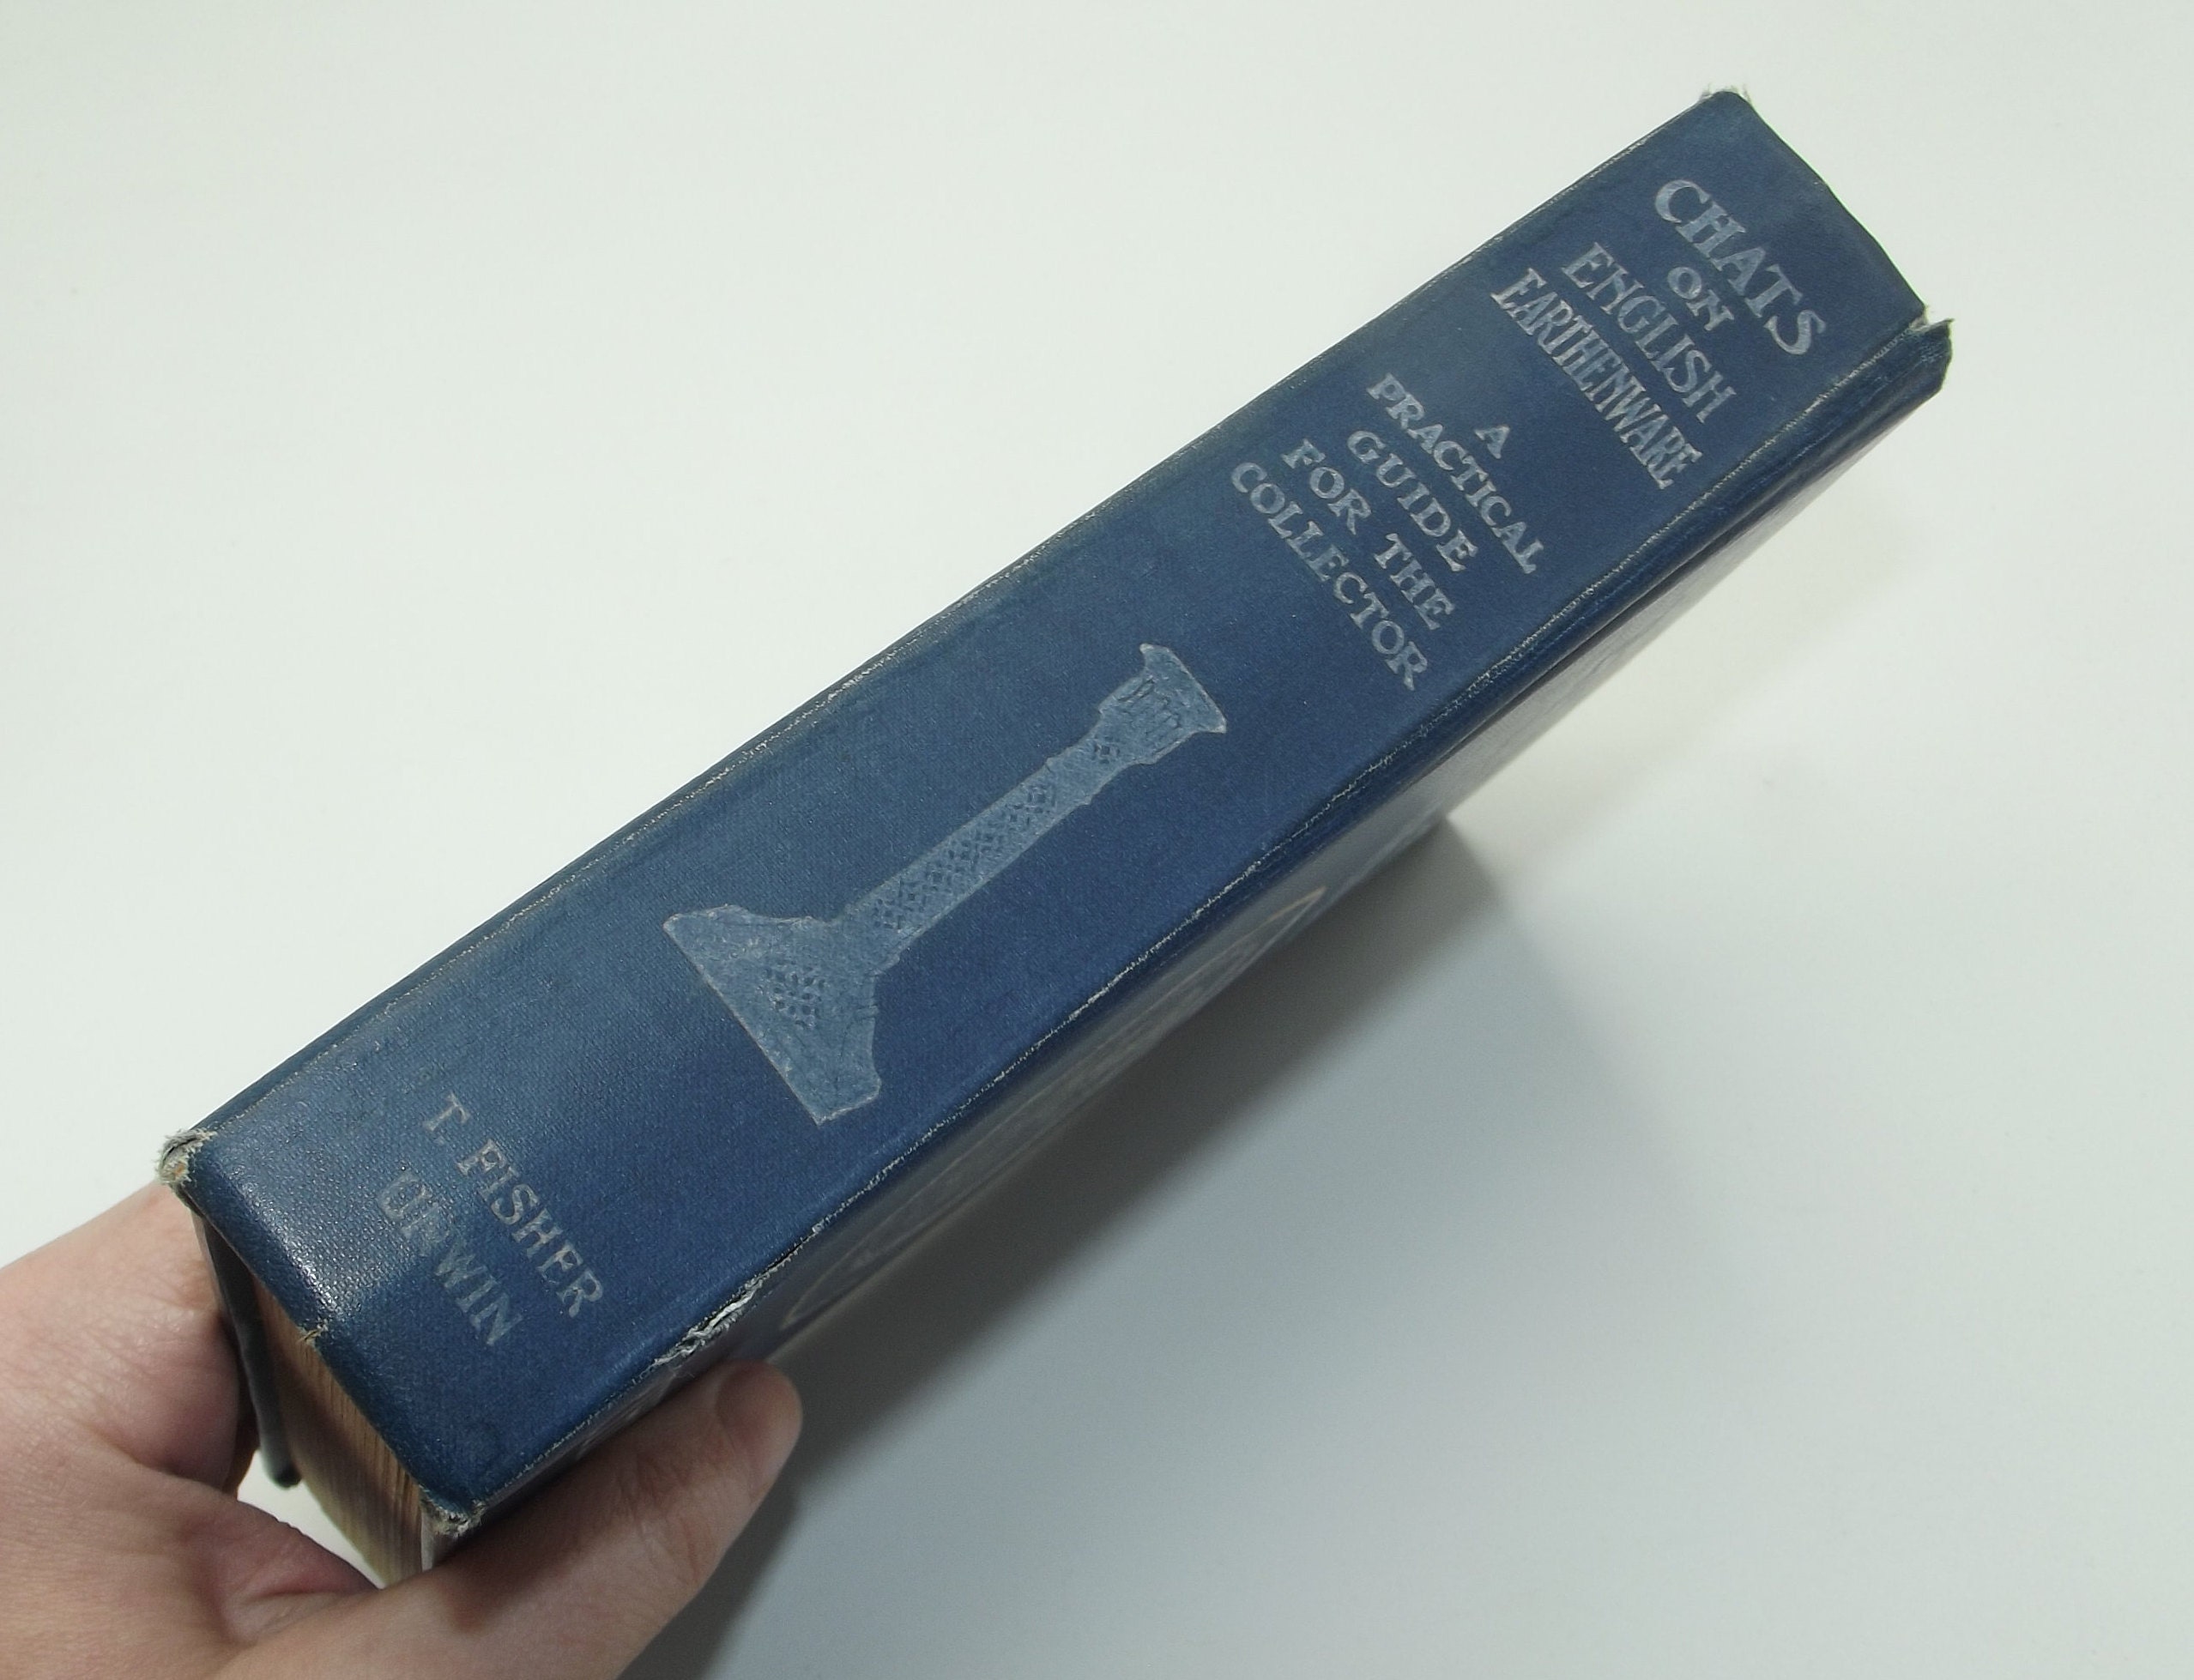 CHATS
ON
ENGLISH
EARTHENWARE
A
PRACTICAL
GUIDE
FOR THE
COLLECTOR
T. FISHER
UNWIN